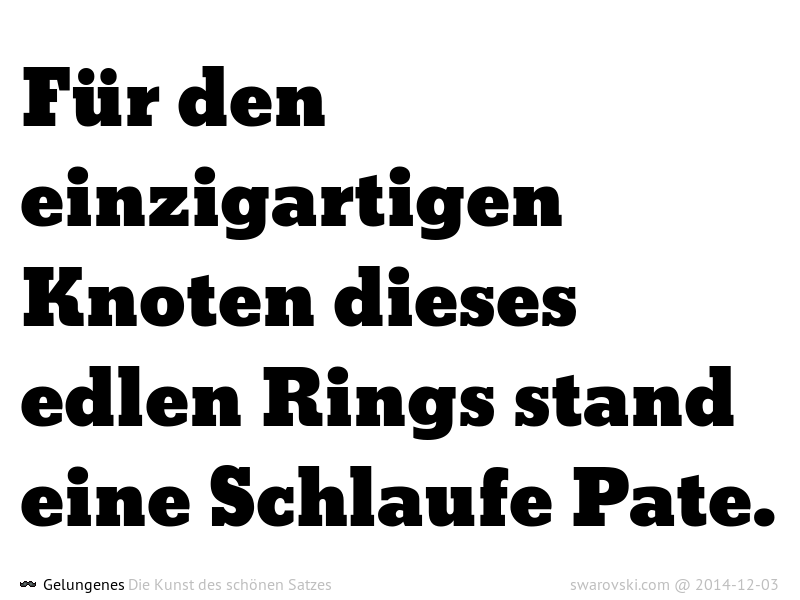 Für den
einzigartigen
Knoten dieses
edlen Rings stand
eine Schlaufe Pate.
Gelungenes Die Kunst des schönen Satzes
swarovski.com @ 2014-12-03